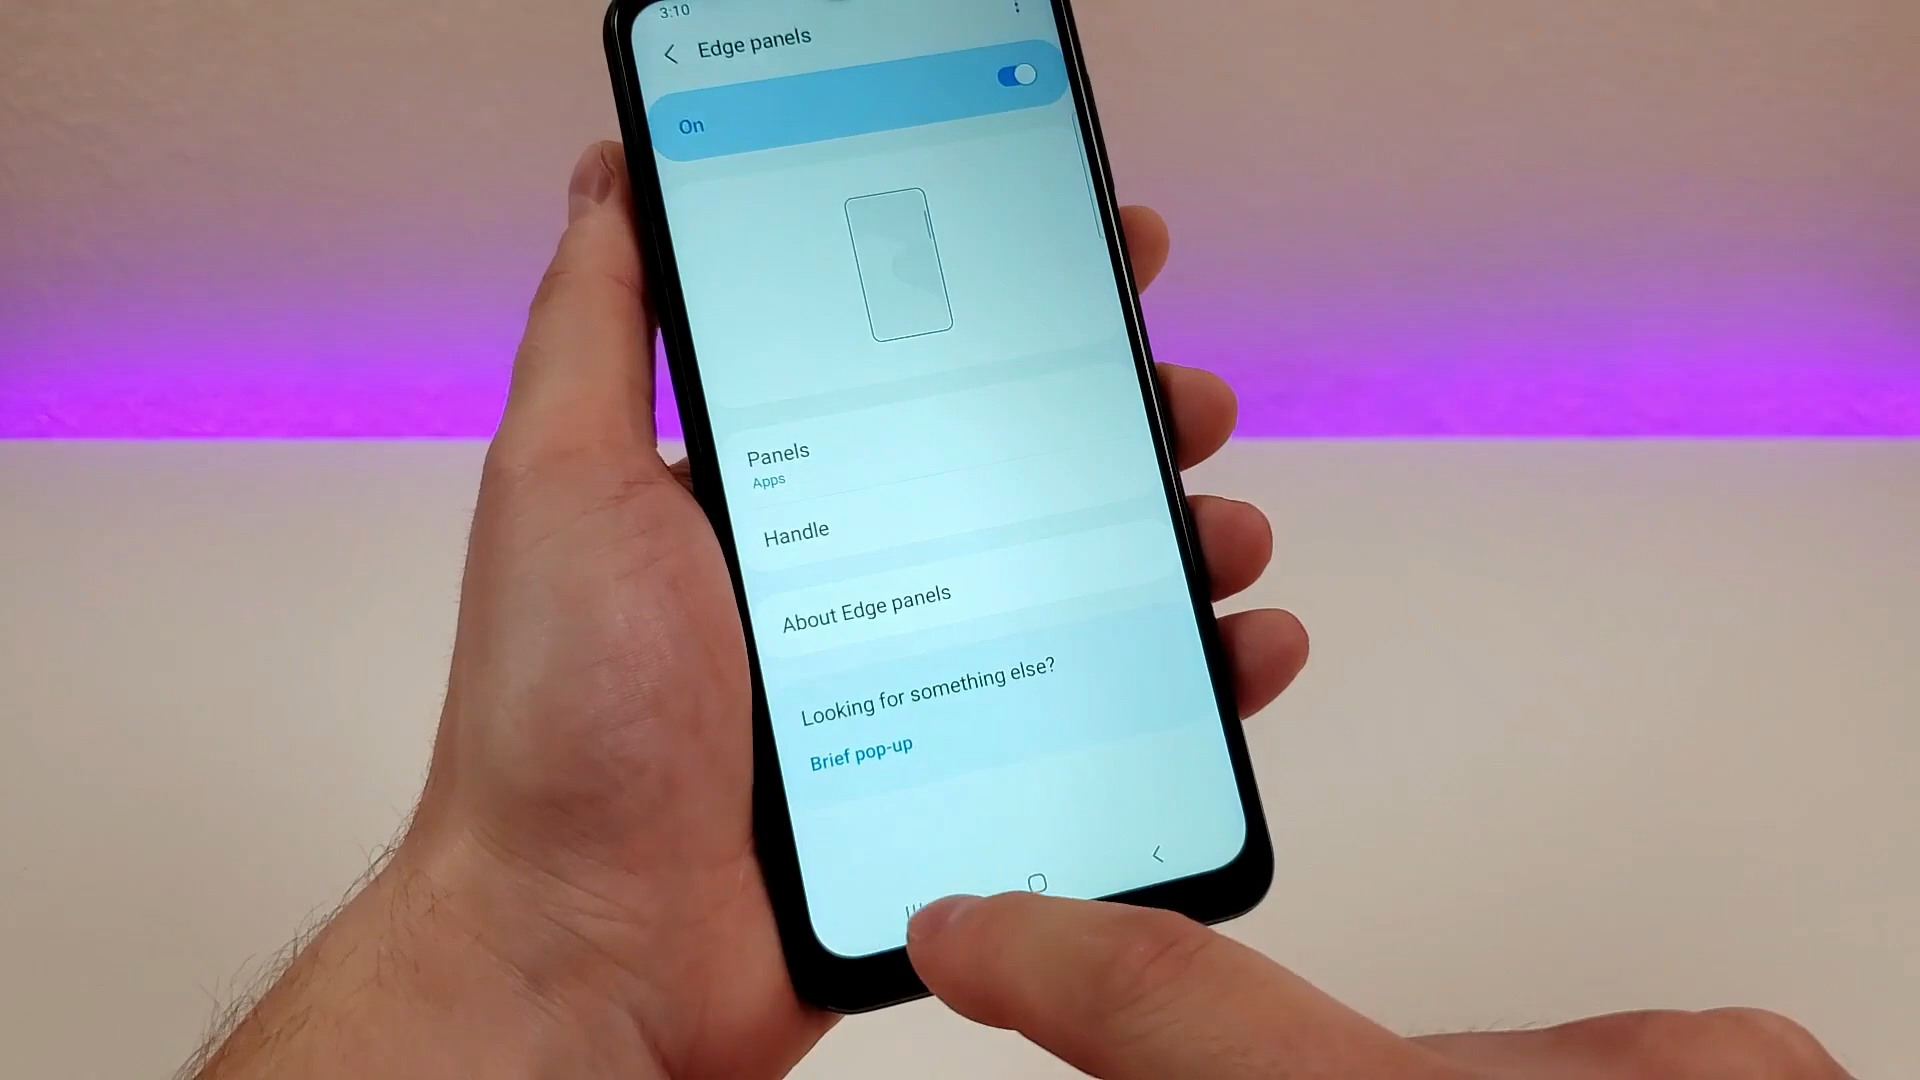 3:10
Edge panels
On
Panels
Apps
Handle
About Edge panels
Looking for something else?
Brief pop-up